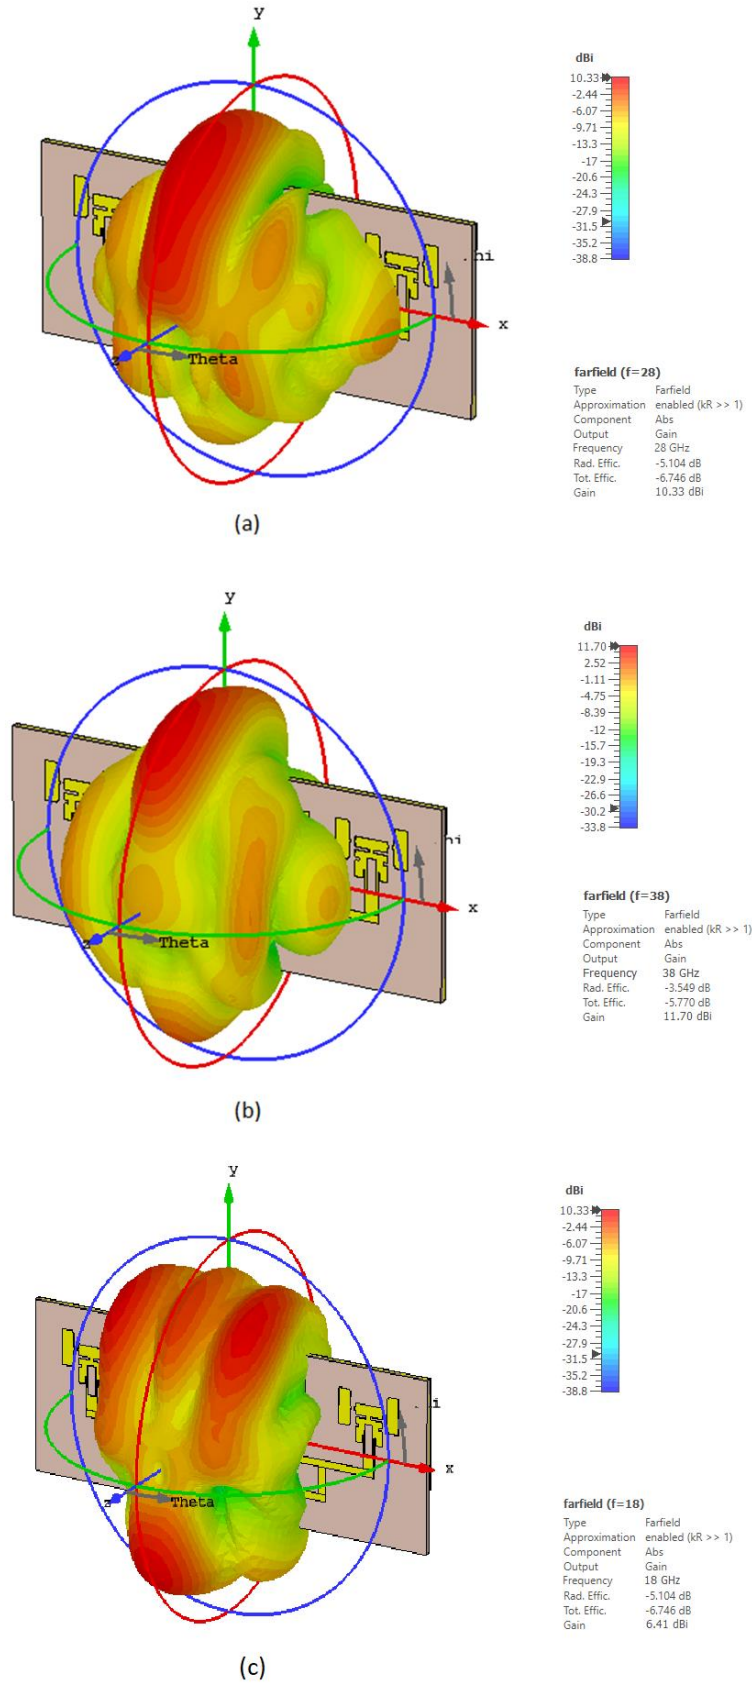 y
dBi
10.33
-2.44
-6.07
-9.71
-13.3
-17
-20.6
-24.3
-27.9
-31.5
-35.2
-38.8
hi
x
z
Theta
farfield (f=28)
Type Farfield
Approximation enabled (kR >> 1)
Component Abs
Output Gain
Frequency 28 GHz
Rad. Effic. -5.104 dB
Tot. Effic. -6.746 dB
Gain 10.33 dBi
(a)
y
dBi
11.70
2.52
-1.11
-4.75
-8.39
-12
-15.7
-19.3
-22.9
-26.6
-30.2
-33.8
hi
x
z
Theta
farfield (f=38)
Type Farfield
Approximation enabled (kR >> 1)
Component Abs
Output Gain
Frequency 38 GHz
Rad. Effic. -3.549 dB
Tot. Effic. -5.770 dB
Gain 11.70 dBi
(b)
y
dBi
10.33
-2.44
-6.07
-9.71
-13.3
-17
-20.6
-24.3
-27.9
-31.5
-35.2
-38.8
i
x
z
Theta
farfield (f=18)
Type Farfield
Approximation enabled (kR >> 1)
Component Abs
Output Gain
Frequency 18 GHz
Rad. Effic. -5.104 dB
Tot. Effic. -6.746 dB
Gain 6.41 dBi
(c)